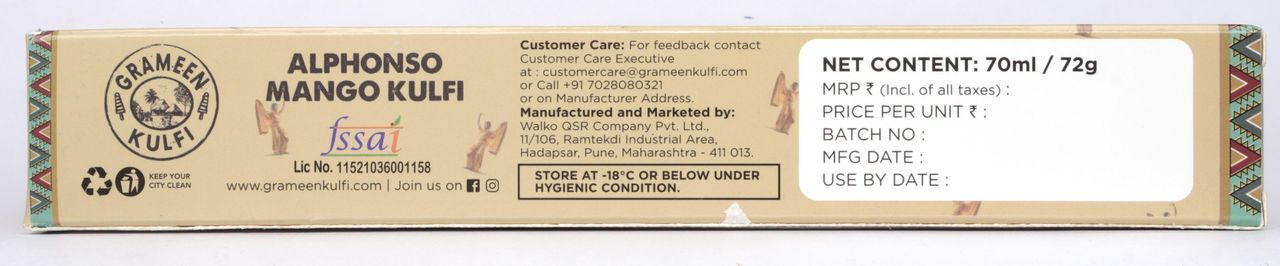 GRAMEEN
KULFI
KEEP YOUR
CITY CLEAN
ALPHONSO
MANGO KULFI
fssai
Lic No. 11521036001158
www.grameenkulfi.com | Join us on
Customer Care: For feedback contact
Customer Care Executive
at : customercare@grameenkulfi.com
or Call +91 7028080321
or on Manufacturer Address.
Manufactured and Marketed by:
Walko QSR Company Pvt. Ltd.,
11/106, Ramtekdi Industrial Area,
Hadapsar, Pune, Maharashtra - 411 013.
STORE AT -18°C OR BELOW UNDER
HYGIENIC CONDITION.
NET CONTENT: 70ml / 72g
MRP ₹ (Incl. of all taxes) :
PRICE PER UNIT ₹ :
BATCH NO :
MFG DATE :
USE BY DATE :